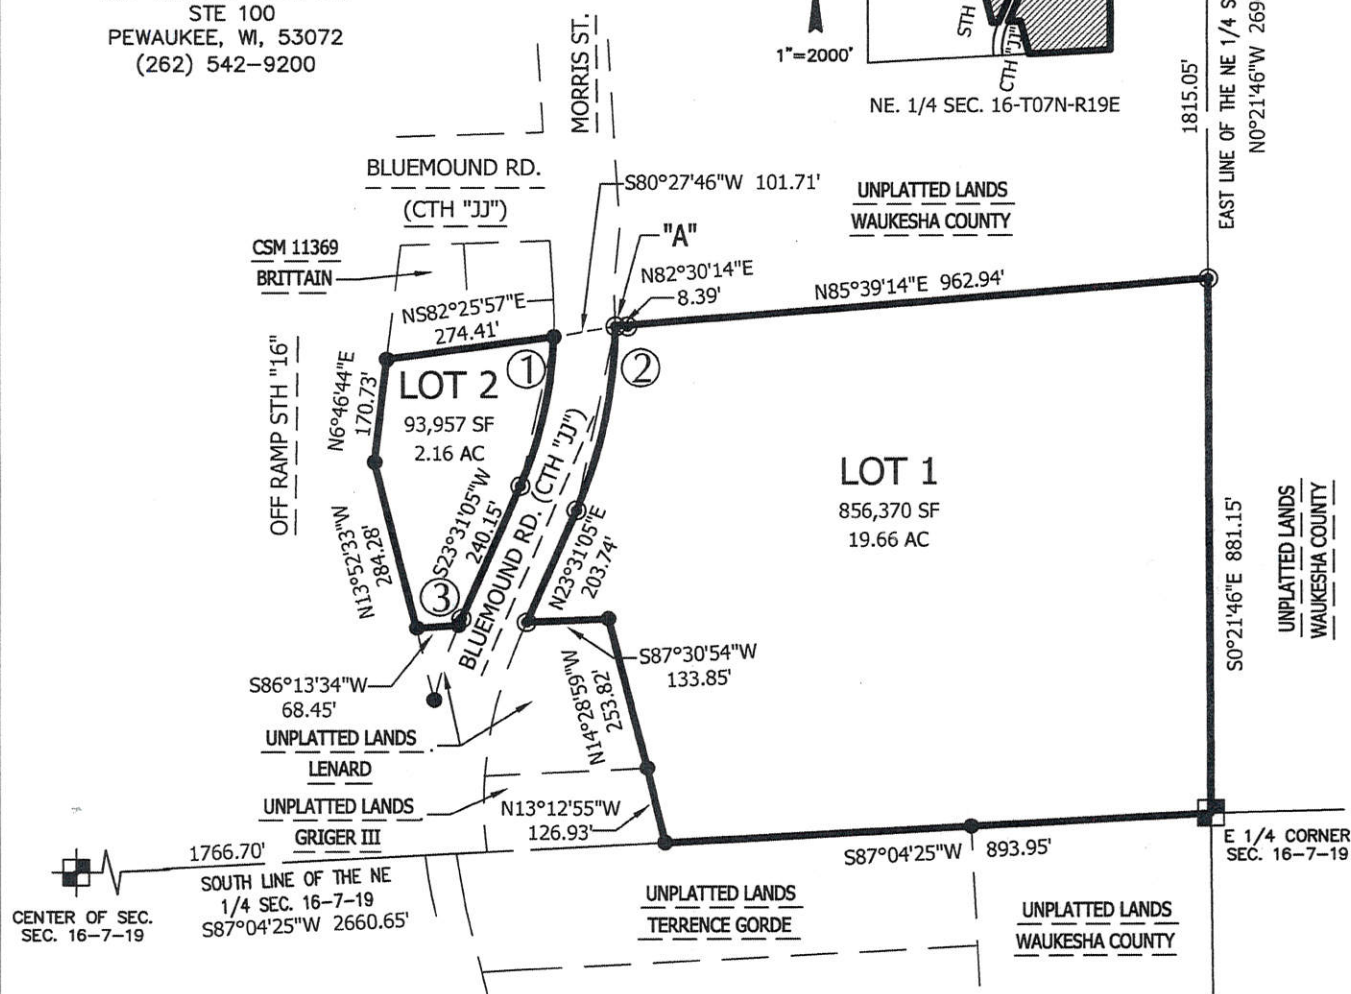 STE 100
PEWAUKEE, WI, 53072
(262) 542-9200
MORRIS ST.
1"=2000'
STH
CTH "JJ"
NE. 1/4 SEC. 16-T07N-R19E
1815.05'
EAST LINE OF THE NE 1/4 S
N0°21'46"W 269
BLUEMOUND RD.
(CTH "JJ")
S80°27'46"W 101.71'
UNPLATTED LANDS
WAUKESHA COUNTY
CSM 11369
BRITTAIN
"A"
N82°30'14"E
8.39'
N85°39'14"E 962.94'
NS82°25'57"E
274.41'
OFF RAMP STH "16"
N6°46'44"E
170.73'
LOT 2
93,957 SF
2.16 AC
1
2
BLUEMOUND RD. (CTH "JJ")
LOT 1
856,370 SF
19.66 AC
N13°52'33"W
284.28'
S23°31'05"W
240.15'
N23°31'05"E
203.74'
3
S0°21'46"E 881.15'
UNPLATTED LANDS
WAUKESHA COUNTY
S86°13'34"W
68.45'
S87°30'54"W
133.85'
N14°28'59"W
253.82'
UNPLATTED LANDS
LENARD
UNPLATTED LANDS
GRIGER III
N13°12'55"W
126.93'
1766.70'
SOUTH LINE OF THE NE
1/4 SEC. 16-7-19
S87°04'25"W 2660.65'
CENTER OF SEC.
SEC. 16-7-19
S87°04'25"W 893.95'
E 1/4 CORNER
SEC. 16-7-19
UNPLATTED LANDS
TERRENCE GORDE
UNPLATTED LANDS
WAUKESHA COUNTY